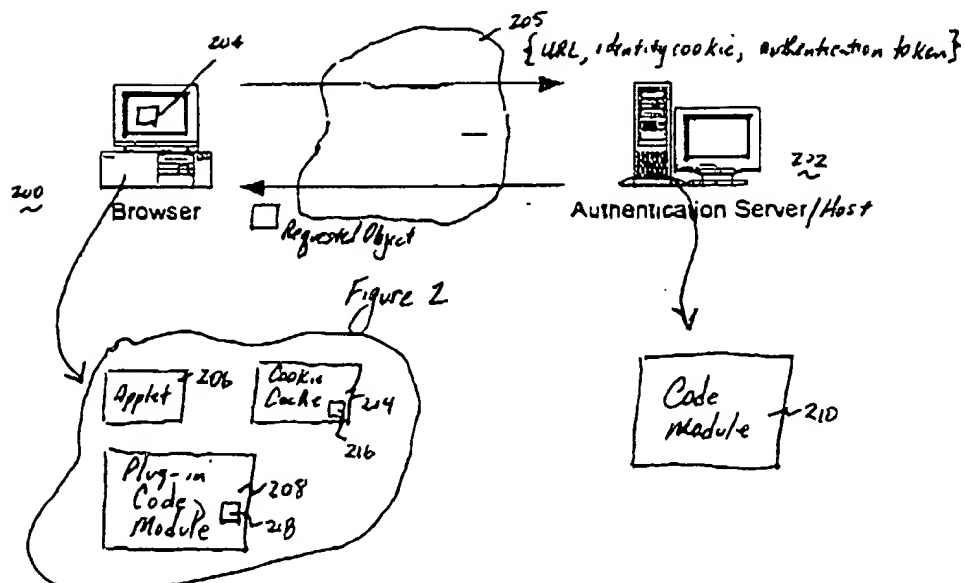 205
{URL, identity cookie, authentication token}
204
200
Browser
202
Authentication Server/Host
Requested Object
Figure 2
Applet
206
Cookie
Cache
214
216
Plug-in
Code
Module
208
218
Code
Module
210